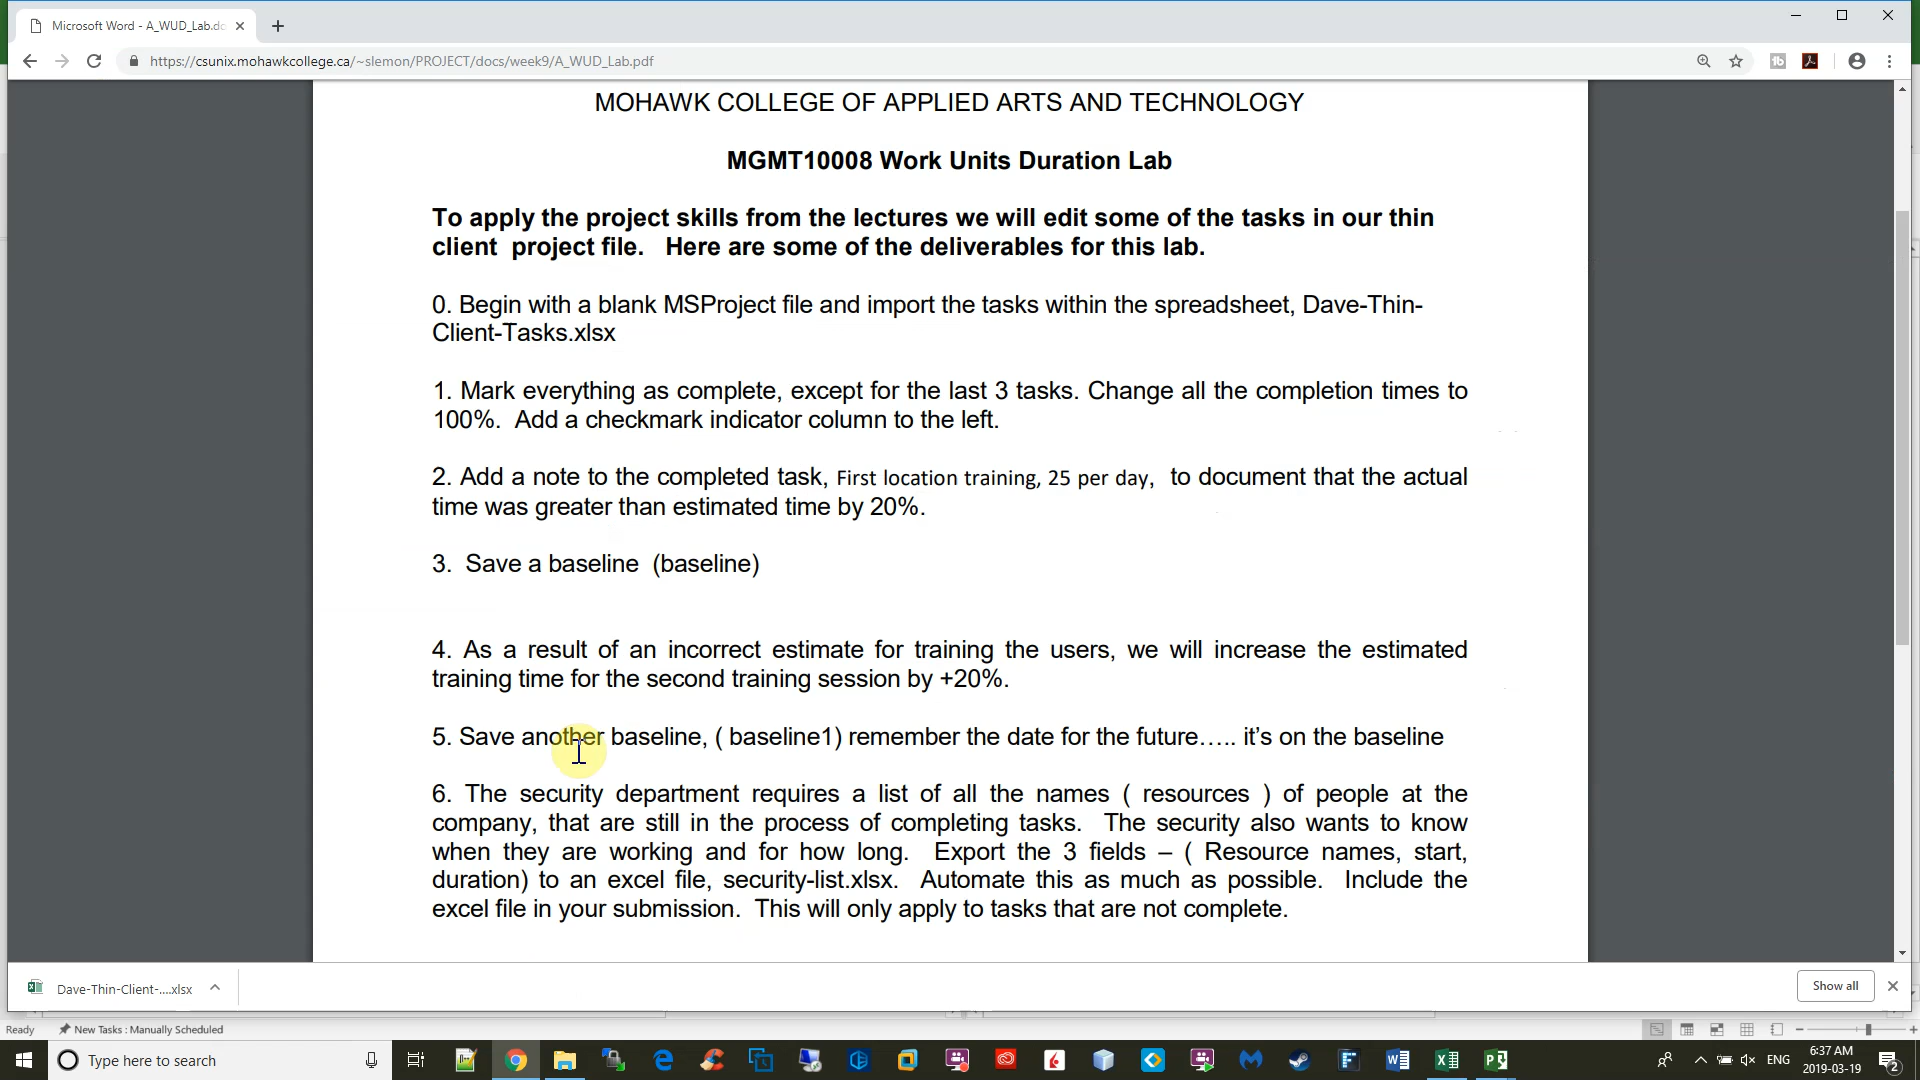 Microsoft Word - A_WUD_Lab.do
https://csunix.mohawkcollege.ca/~slemon/PROJECT/docs/week9/A_WUD_Lab.pdf
MOHAWK COLLEGE OF APPLIED ARTS AND TECHNOLOGY
MGMT10008 Work Units Duration Lab
To apply the project skills from the lectures we will edit some of the tasks in our thin
client project file. Here are some of the deliverables for this lab.
0. Begin with a blank MSProject file and import the tasks within the spreadsheet, Dave-Thin-
Client-Tasks.xlsx
1. Mark everything as complete, except for the last 3 tasks. Change all the completion times to
100%. Add a checkmark indicator column to the left.
2. Add a note to the completed task, First location training, 25 per day, to document that the actual
time was greater than estimated time by 20%.
3. Save a baseline (baseline)
4. As a result of an incorrect estimate for training the users, we will increase the estimated
training time for the second training session by +20%.
5. Save another baseline, ( baseline1) remember the date for the future….. it's on the baseline
6. The security department requires a list of all the names ( resources ) of people at the
company, that are still in the process of completing tasks. The security also wants to know
when they are working and for how long. Export the 3 fields – ( Resource names, start,
duration) to an excel file, security-list.xlsx. Automate this as much as possible. Include the
excel file in your submission. This will only apply to tasks that are not complete.
Dave-Thin-Client-....xlsx
Show all
Ready
New Tasks : Manually Scheduled
Type here to search
ENG
6:37 AM
2019-03-19
2